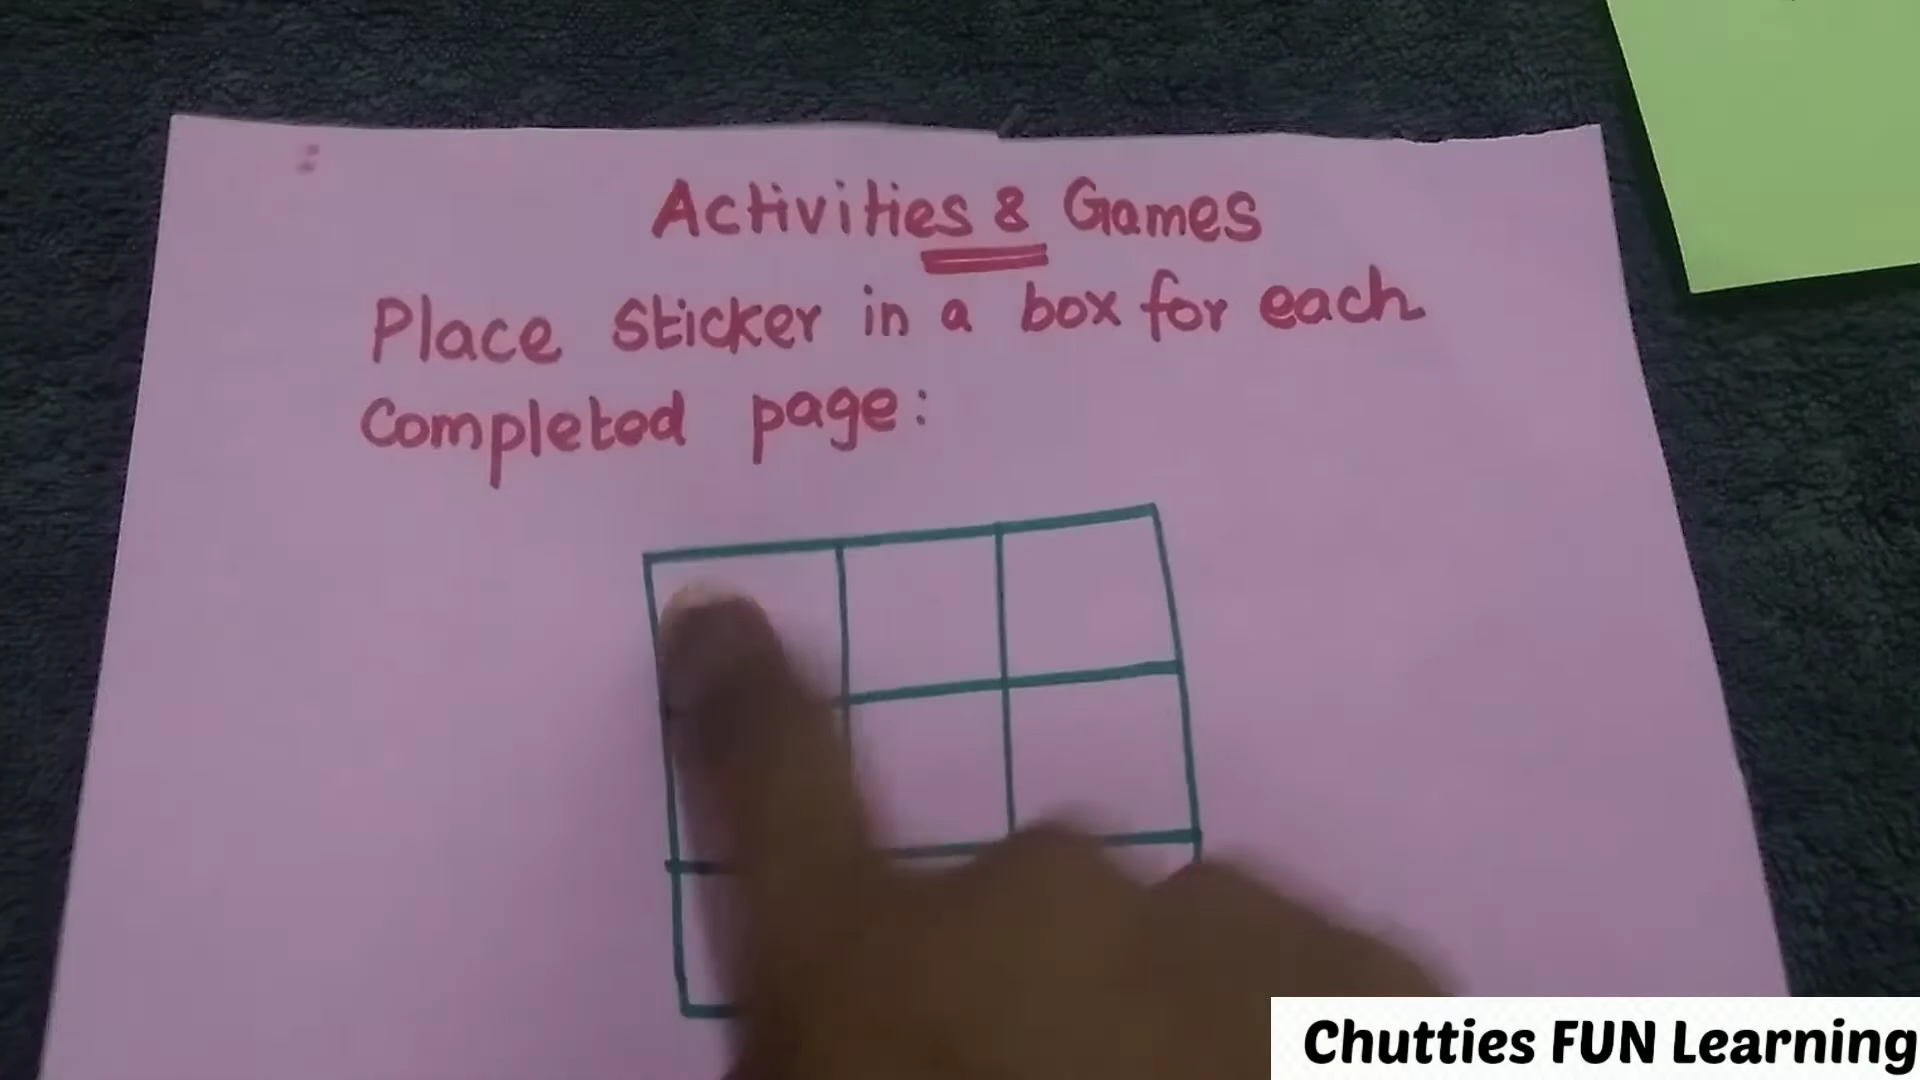 Activities & Games
Place Sticker in a box for each
Completed page:
Chutties FUN Learning